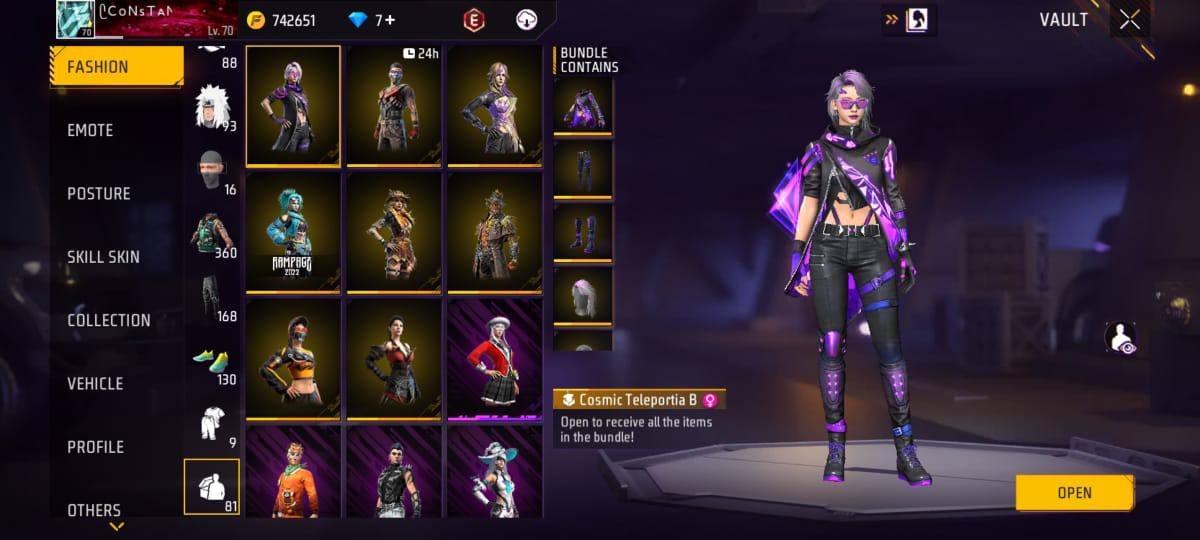 70
Lv.70
742651
7+
E
VAULT
FASHION
EMOTE
POSTURE
SKILL SKIN
COLLECTION
VEHICLE
PROFILE
OTHERS
88
93
16
360
168
130
9
81
24h
RAMPAGE
2022
BUNDLE
CONTAINS
Cosmic Teleportia B
Open to receive all the items
in the bundle!
OPEN